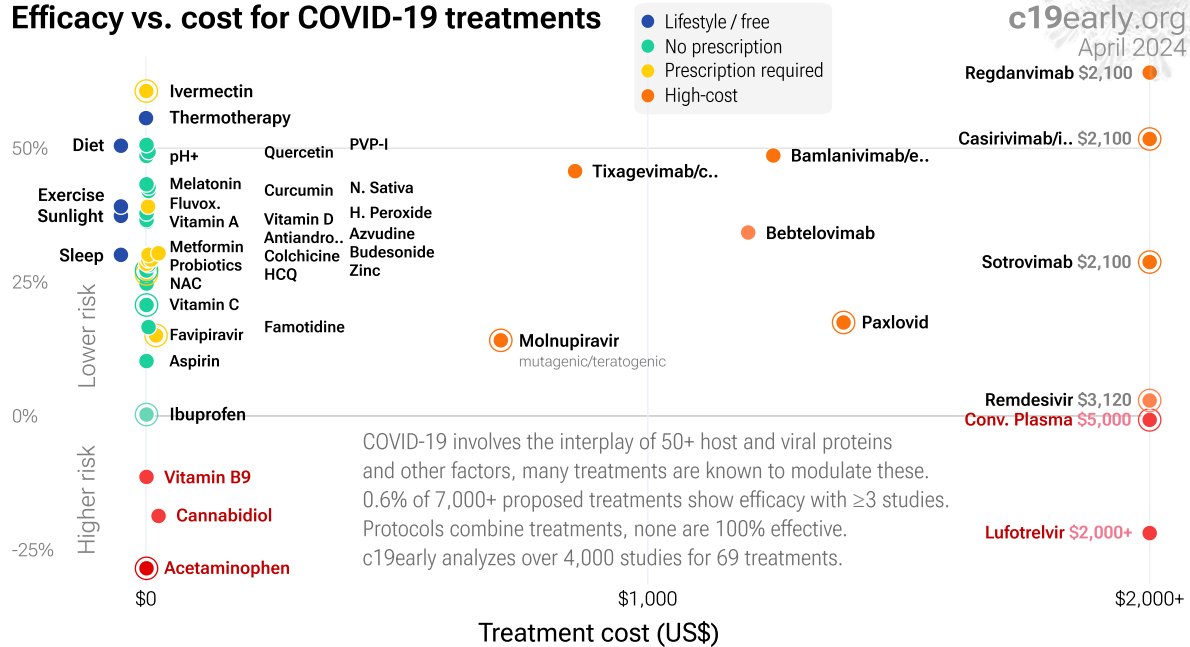 Efficacy vs. cost for COVID-19 treatments
Lifestyle / free
No prescription
Prescription required
High-cost
c19early.org
April 2024
Regdanvimab $2,100
Ivermectin
Thermotherapy
Casirivimab/i.. $2,100
Diet
50%
pH+
Quercetin
PVP-I
Bamlanivimab/e..
Tixagevimab/c..
Melatonin
Curcumin
N. Sativa
Exercise
Fluvox.
Sunlight
Vitamin A
Vitamin D
H. Peroxide
Antiandro..
Azvudine
Bebtelovimab
Sleep
Metformin
Colchicine
Budesonide
Probiotics
HCQ
Zinc
Sotrovimab $2,100
25%
NAC
Lower risk
Vitamin C
Favipiravir
Famotidine
Paxlovid
Molnupiravir
mutagenic/teratogenic
Aspirin
Remdesivir $3,120
0%
Ibuprofen
Conv. Plasma $5,000
COVID-19 involves the interplay of 50+ host and viral proteins
and other factors, many treatments are known to modulate these.
0.6% of 7,000+ proposed treatments show efficacy with ≥3 studies.
Protocols combine treatments, none are 100% effective.
c19early analyzes over 4,000 studies for 69 treatments.
Higher risk
Vitamin B9
Cannabidiol
Lufotrelvir $2,000+
-25%
Acetaminophen
$0
$1,000
$2,000+
Treatment cost (US$)